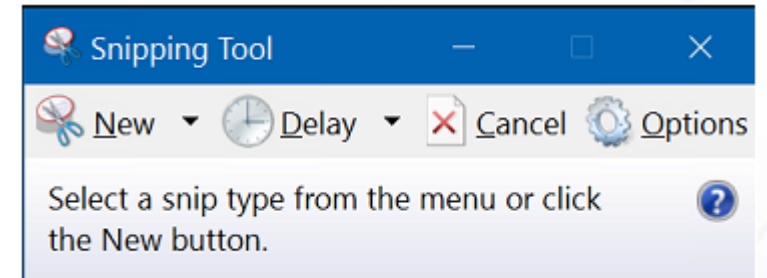 Snipping Tool
New Delay Cancel Options
Select a snip type from the menu or click
the New button.
?